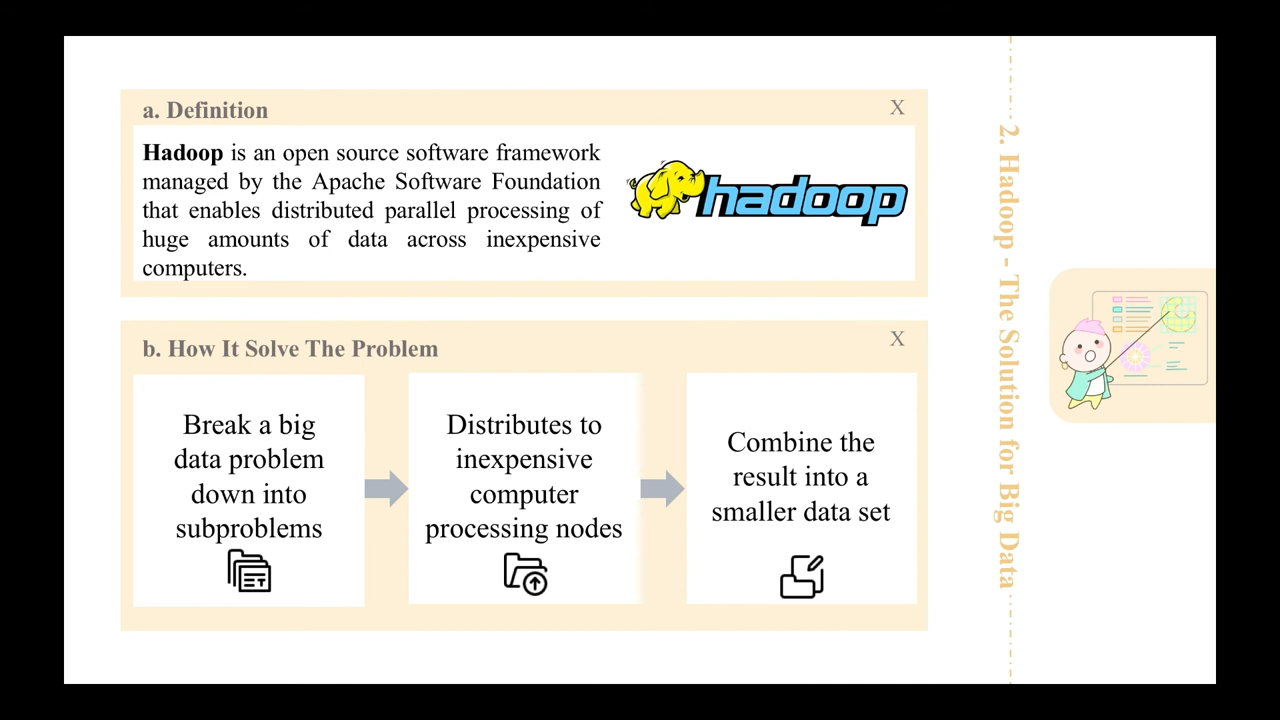 a. Definition
X
Hadoop is an open source software framework
managed by the Apache Software Foundation
that enables distributed parallel processing of
huge amounts of data across inexpensive
computers.
hadoop
b. How It Solve The Problem
X
Break a big
data problem
down into
subproblems
Distributes to
inexpensive
computer
processing nodes
Combine the
result into a
smaller data set
2. Hadoop - The Solution for Big Data